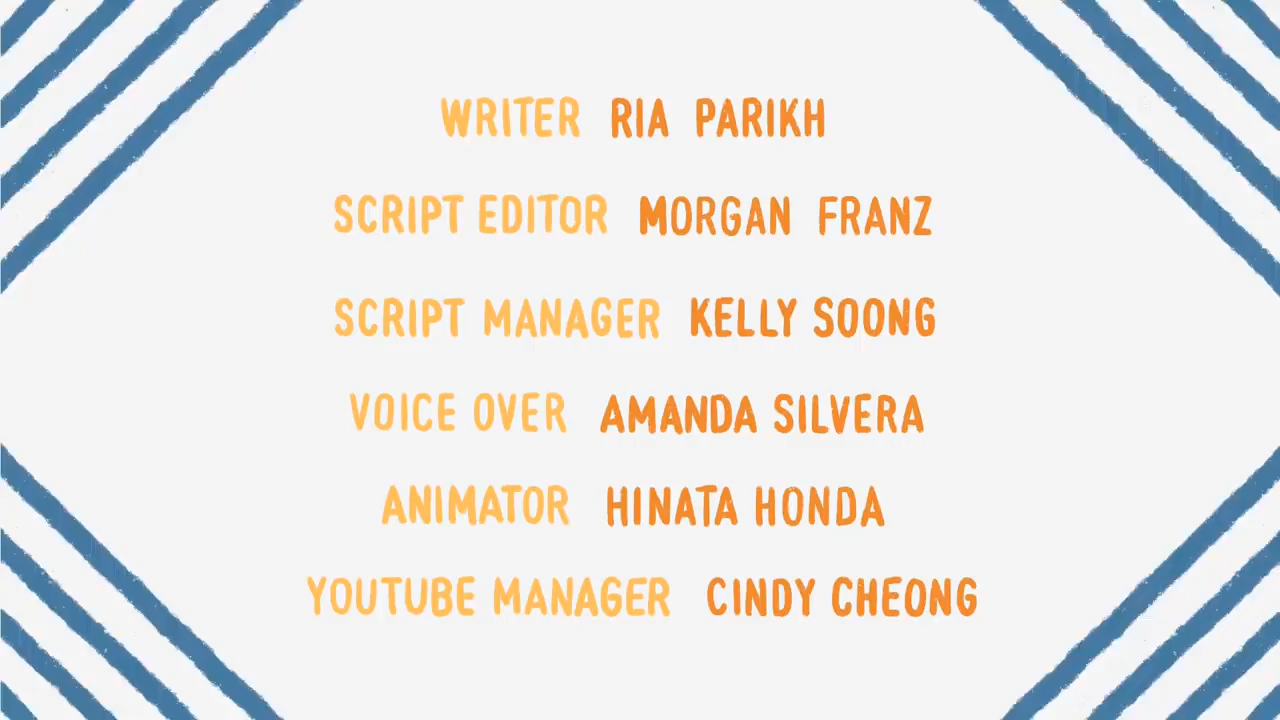 WRITER RIA PARIKH
SCRIPT EDITOR MORGAN FRANZ
SCRIPT MANAGER KELLY SOONG
VOICE OVER AMANDA SILVERA
ANIMATOR HINATA HONDA
YOUTUBE MANAGER CINDY CHEONG